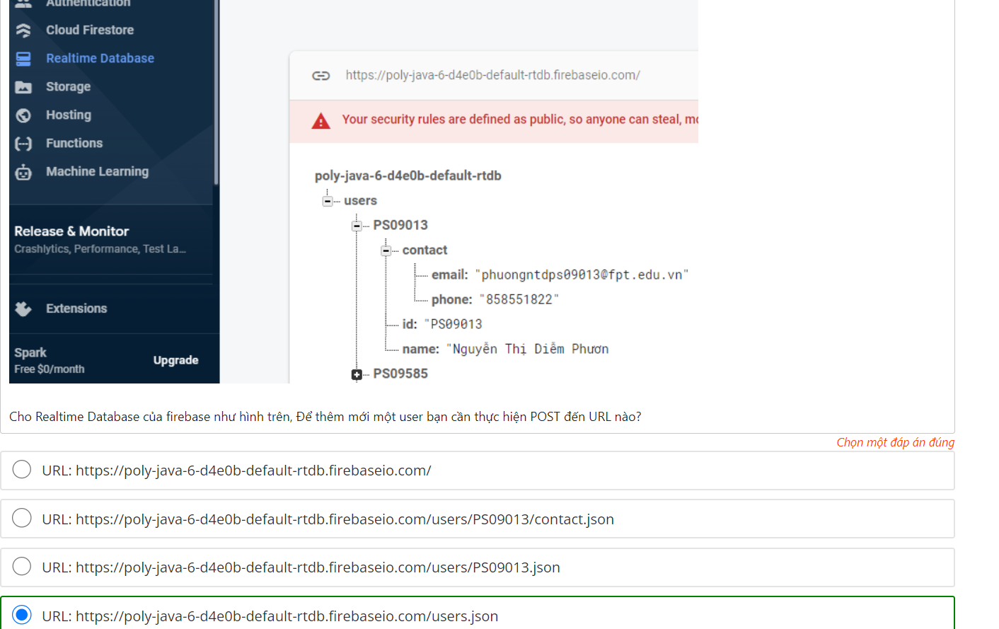 Authentication
Cloud Firestore
Realtime Database
Storage
Hosting
Functions
Machine Learning
Release & Monitor
Crashlytics, Performance, Test La...
Extensions
Spark
Free $0/month
Upgrade
https://poly-java-6-d4e0b-default-rtdb.firebaseio.com/
Your security rules are defined as public, so anyone can steal,
poly-java-6-d4e0b-default-rtdb
users
PS09013
contact
email: "phuongntdps09013@fpt.edu.vn"
phone: "858551822"
id: "PS09013
name: "Nguyễn Thị Diễm Phươn
PS09585
Cho Realtime Database của firebase như hình trên, Để thêm mới một user bạn cần thực hiện POST đến URL nào?
Chọn một đáp án đúng
URL: https://poly-java-6-d4e0b-default-rtdb.firebaseio.com/
URL: https://poly-java-6-d4e0b-default-rtdb.firebaseio.com/users/PS09013/contact.json
URL: https://poly-java-6-d4e0b-default-rtdb.firebaseio.com/users/PS09013.json
URL: https://poly-java-6-d4e0b-default-rtdb.firebaseio.com/users.json